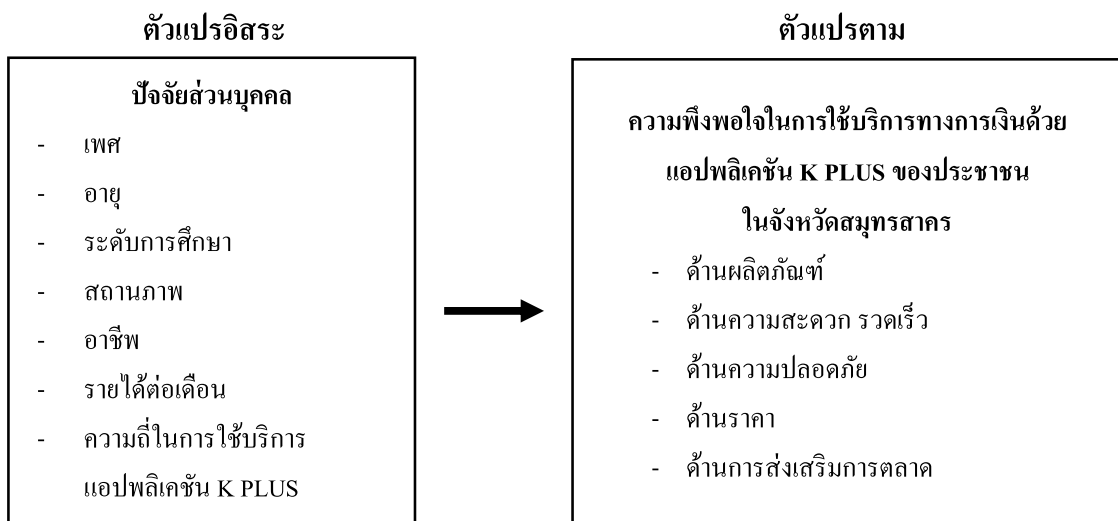 ตัวแปรอิสระ
ปัจจัยส่วนบุคคล
- เพศ
- อายุ
- ระดับการศึกษา
- สถานภาพ
- อาชีพ
- รายได้ต่อเดือน
- ความถี่ในการใช้บริการ
แอปพลิเคชัน K PLUS
ตัวแปรตาม
ความพึงพอใจในการใช้บริการทางการเงินด้วย
แอปพลิเคชัน K PLUS ของประชาชน
ในจังหวัดสมุทรสาคร
- ด้านผลิตภัณฑ์
- ด้านความสะดวก รวดเร็ว
- ด้านความปลอดภัย
- ด้านราคา
- ด้านการส่งเสริมการตลาด